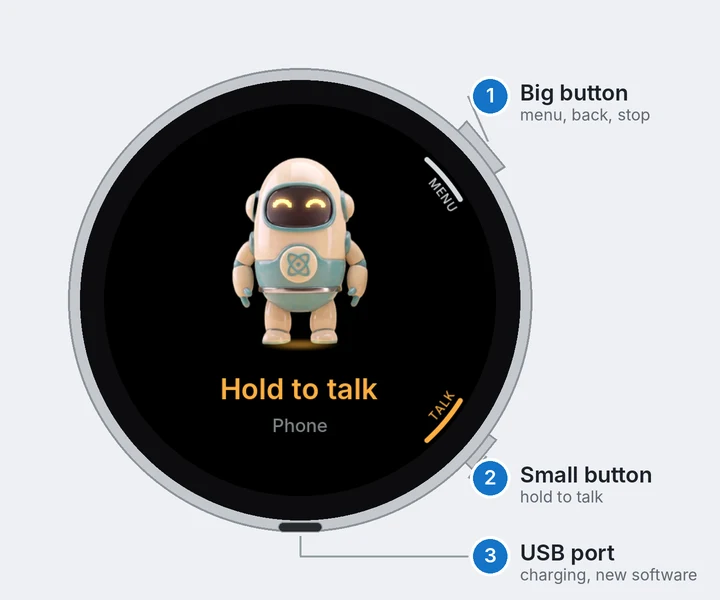 1
Big button
menu, back, stop
MENU
Hold to talk
Phone
TALK
2
Small button
hold to talk
3
USB port
charging, new software